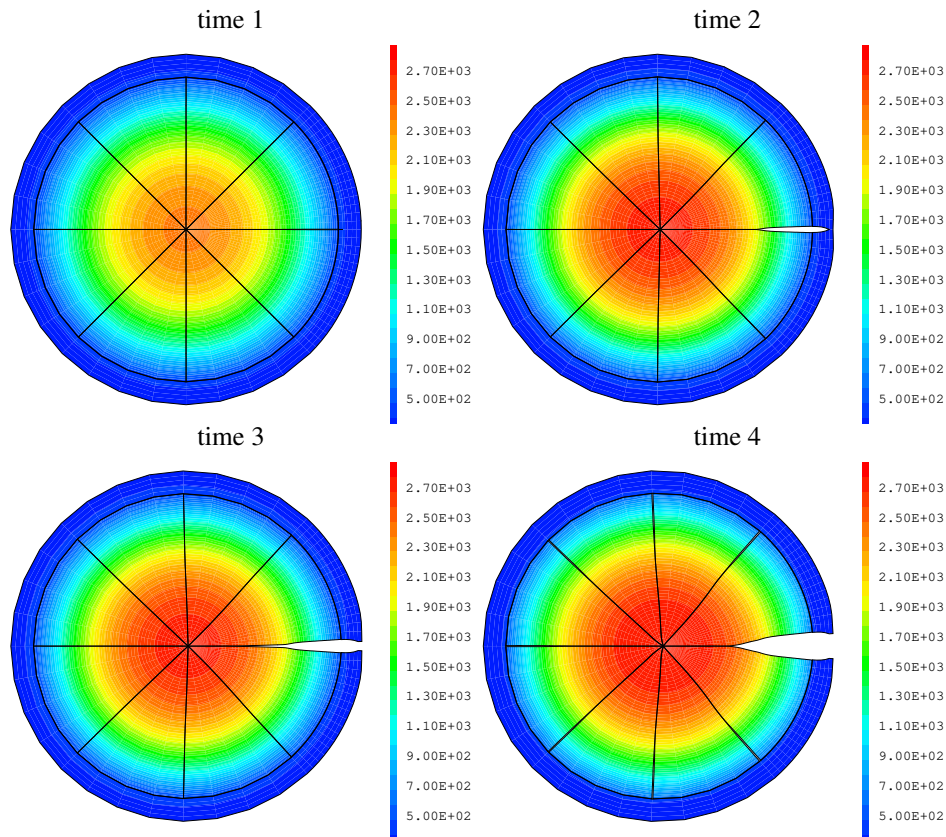 time 1
2.70E+03
2.50E+03
2.30E+03
2.10E+03
1.90E+03
1.70E+03
1.50E+03
1.30E+03
1.10E+03
9.00E+02
7.00E+02
5.00E+02
time 2
2.70E+03
2.50E+03
2.30E+03
2.10E+03
1.90E+03
1.70E+03
1.50E+03
1.30E+03
1.10E+03
9.00E+02
7.00E+02
5.00E+02
time 3
2.70E+03
2.50E+03
2.30E+03
2.10E+03
1.90E+03
1.70E+03
1.50E+03
1.30E+03
1.10E+03
9.00E+02
7.00E+02
5.00E+02
time 4
2.70E+03
2.50E+03
2.30E+03
2.10E+03
1.90E+03
1.70E+03
1.50E+03
1.30E+03
1.10E+03
9.00E+02
7.00E+02
5.00E+02